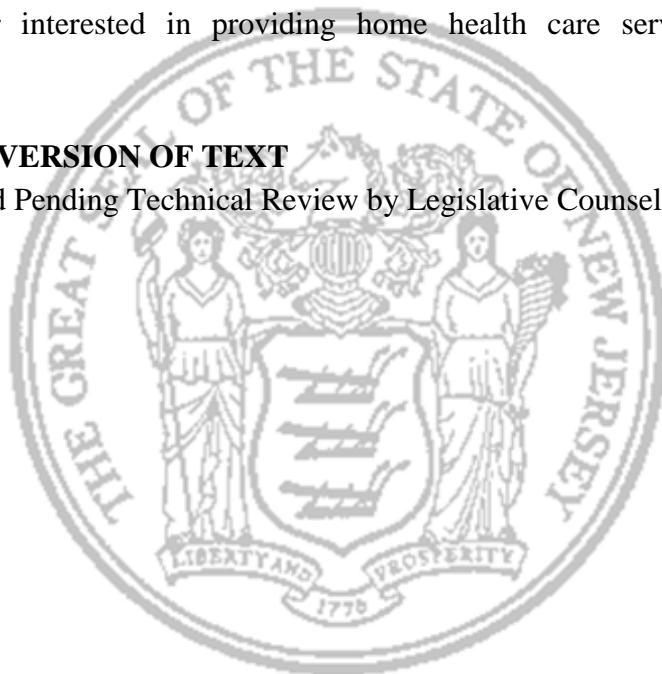 interested in providing home health care
VERSION OF TEXT
Pending Technical Review by Legislative Counsel
THE GREAT SEAL OF THE STATE OF NEW JERSEY
LIBERTY AND PROSPERITY
1776